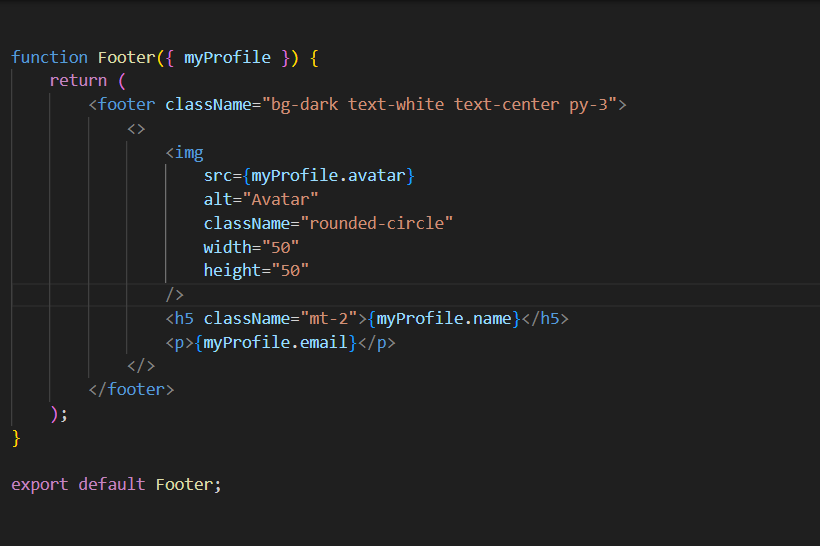 function Footer({ myProfile }) {
    return (
        <footer className="bg-dark text-white text-center py-3">
            <>
                <img
                    src={myProfile.avatar}
                    alt="Avatar"
                    className="rounded-circle"
                    width="50"
                    height="50"
                />
                <h5 className="mt-2">{myProfile.name}</h5>
                <p>{myProfile.email}</p>
            </>
        </footer>
    );
}

export default Footer;